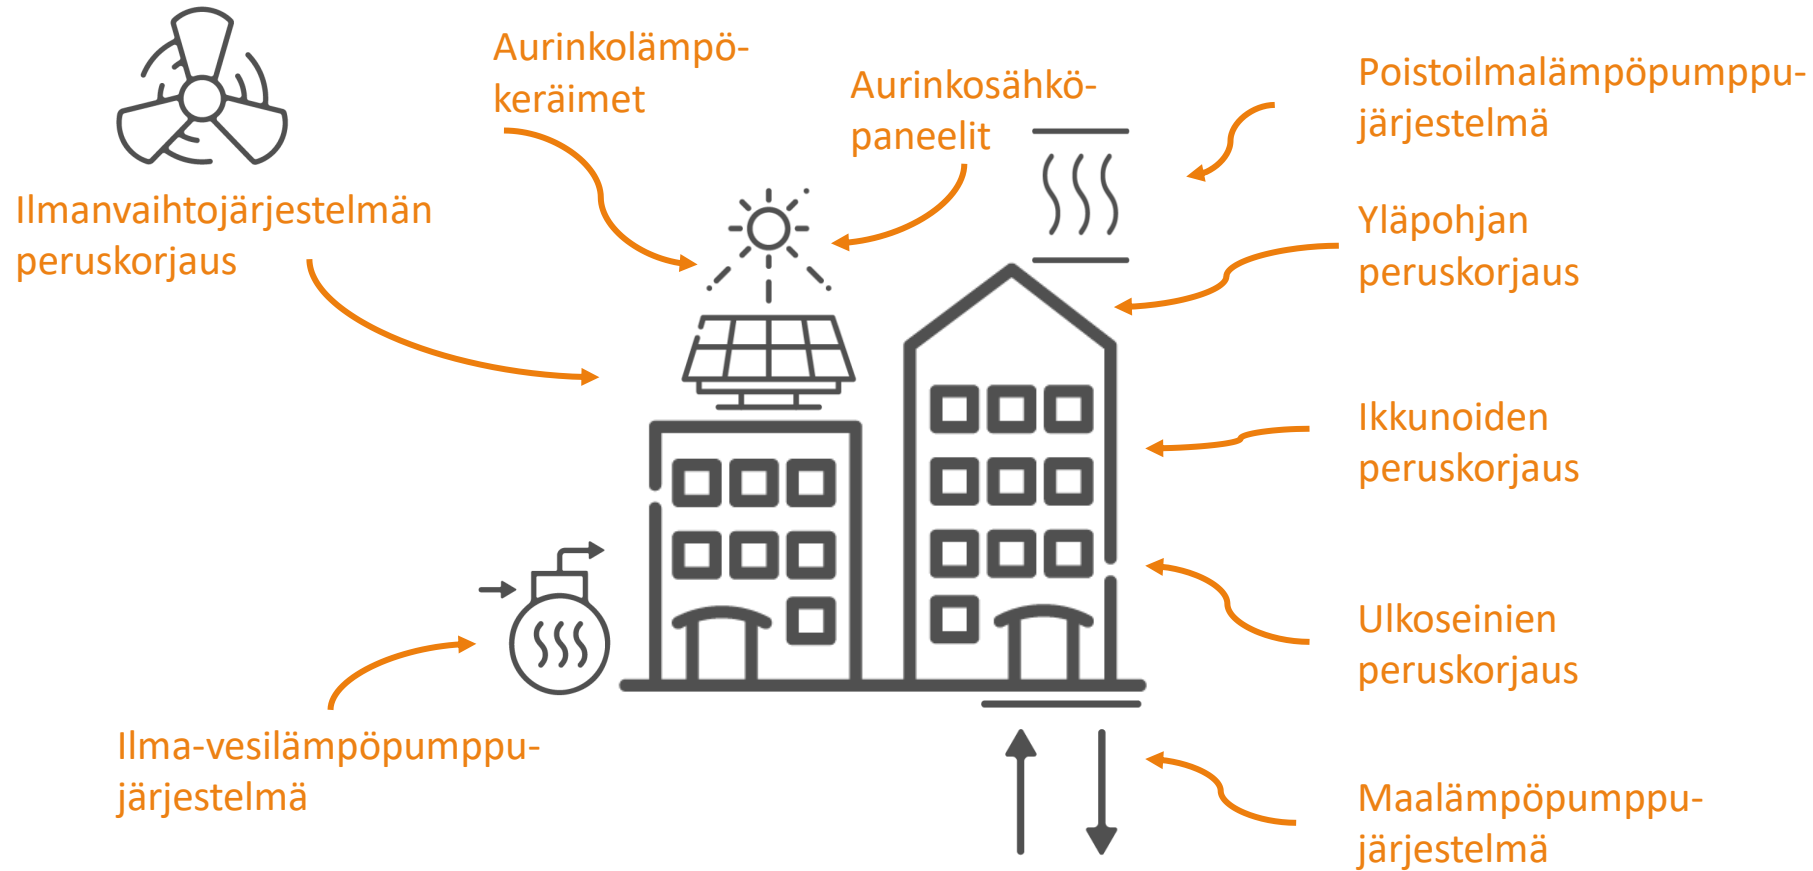 Ilmanvaihtojärjestelmän
peruskorjaus
Aurinkolämpö-
keräimet
Aurinkosähkö-
paneelit
Poistoilmalämpöpumppu-
järjestelmä
Yläpohjan
peruskorjaus
Ikkunoiden
peruskorjaus
Ulkoseinien
peruskorjaus
Ilma-vesilämpöpumppu-
järjestelmä
Maalämpöpumppu-
järjestelmä